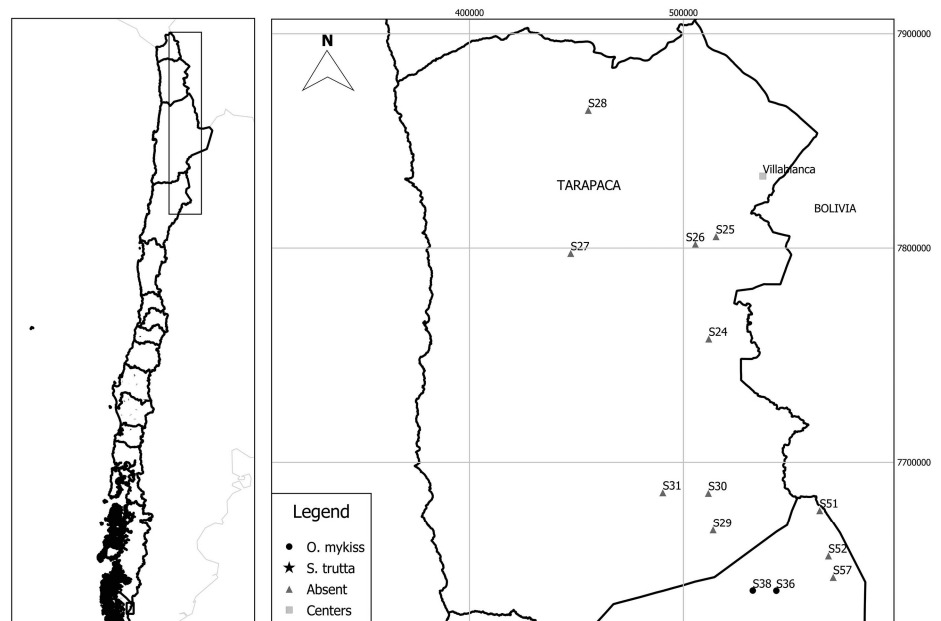 400000
500000
N
7900000
S28
Villablanca
TARAPACA
BOLIVIA
S25
S26
S27
7800000
S24
7700000
S31
S30
S51
S29
S52
S57
S38
S36
Legend
O. mykiss
S. trutta
Absent
Centers